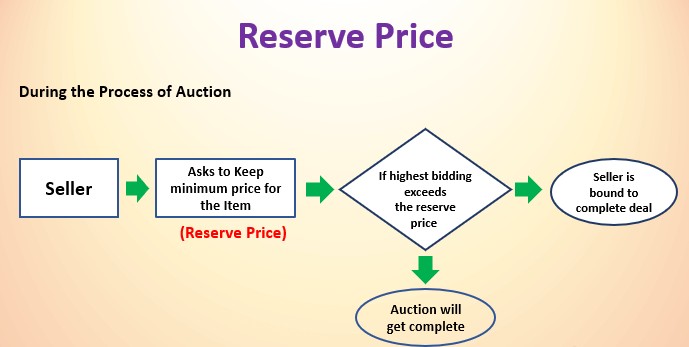 Reserve Price
During the Process of Auction
Seller
Asks to Keep
minimum price for
the Item
(Reserve Price)
If highest bidding
exceeds
the reserve
price
Seller is
bound to
complete deal
Auction will
get complete